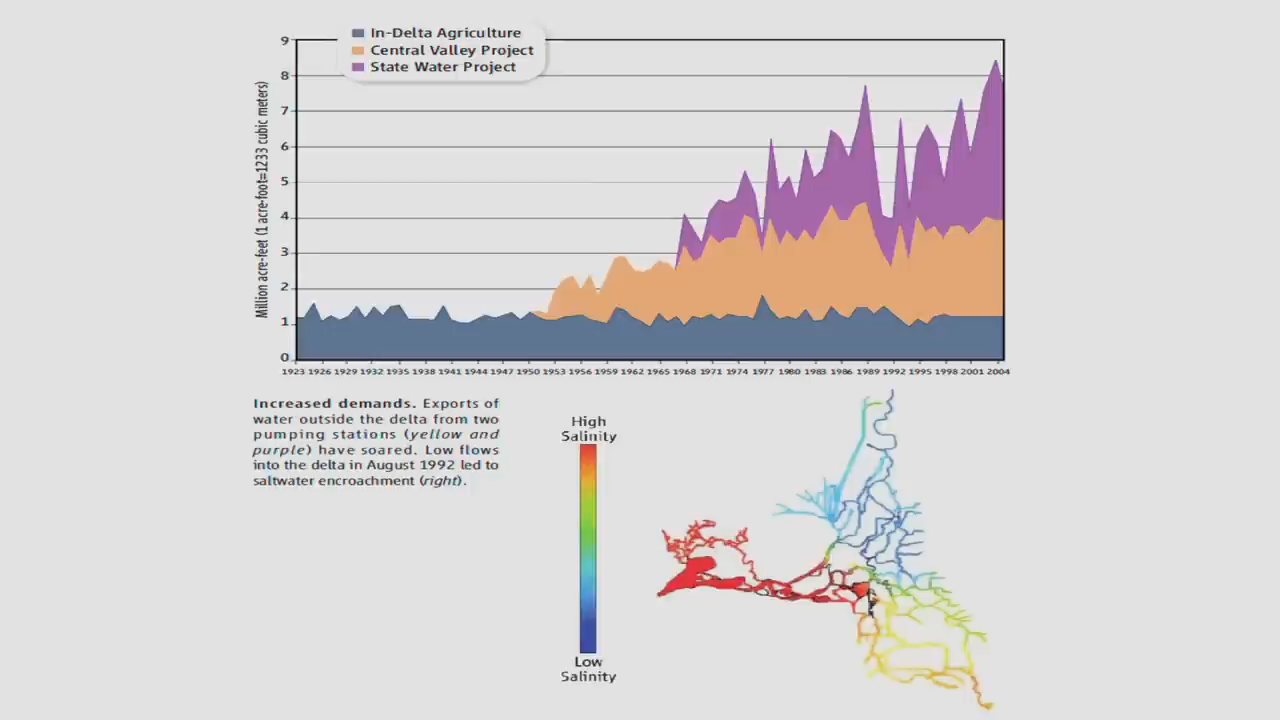 In-Delta Agriculture
Central Valley Project
State Water Project
Million acre-feet (1 acre-foot=1233 cubic meters)
9
8
7
6
5
4
3
2
1
0
1923 1926 1929 1932 1935 1938 1941 1944 1947 1950 1953 1956 1959 1962 1965 1968 1971 1974 1977 1980 1983 1986 1989 1992 1995 1998 2001 2004
Increased demands. Exports of
water outside the delta from two
pumping stations (yellow and
purple) have soared. Low flows
into the delta in August 1992 led to
saltwater encroachment (right).
High
Salinity
Low
Salinity